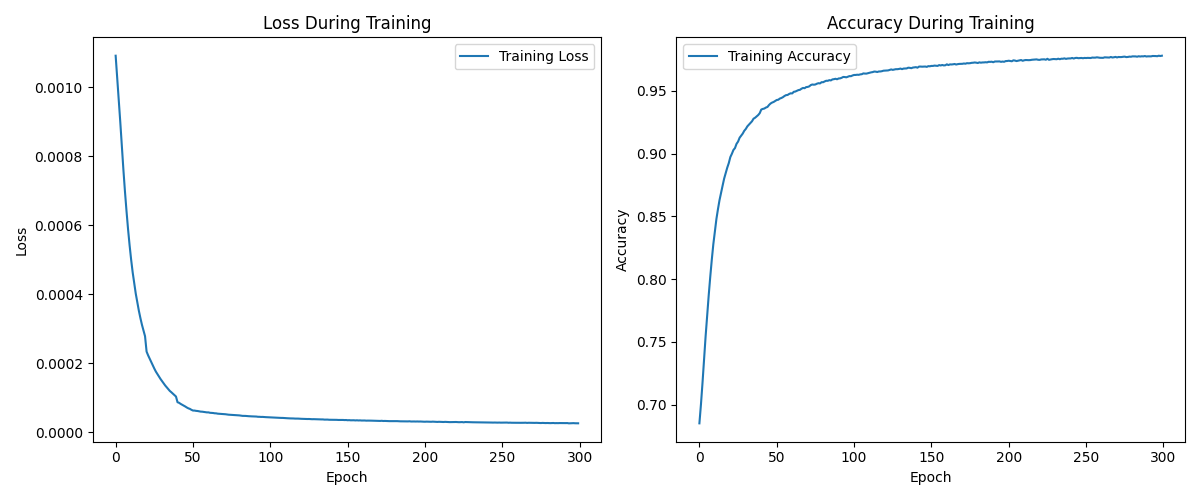 Loss During Training
Training Loss
0.0010
0.0008
0.0006
0.0004
0.0002
0.0000
Loss
0 50 100 150 200 250 300
Epoch
Accuracy During Training
Training Accuracy
0.95
0.90
0.85
0.80
0.75
0.70
Accuracy
0 50 100 150 200 250 300
Epoch